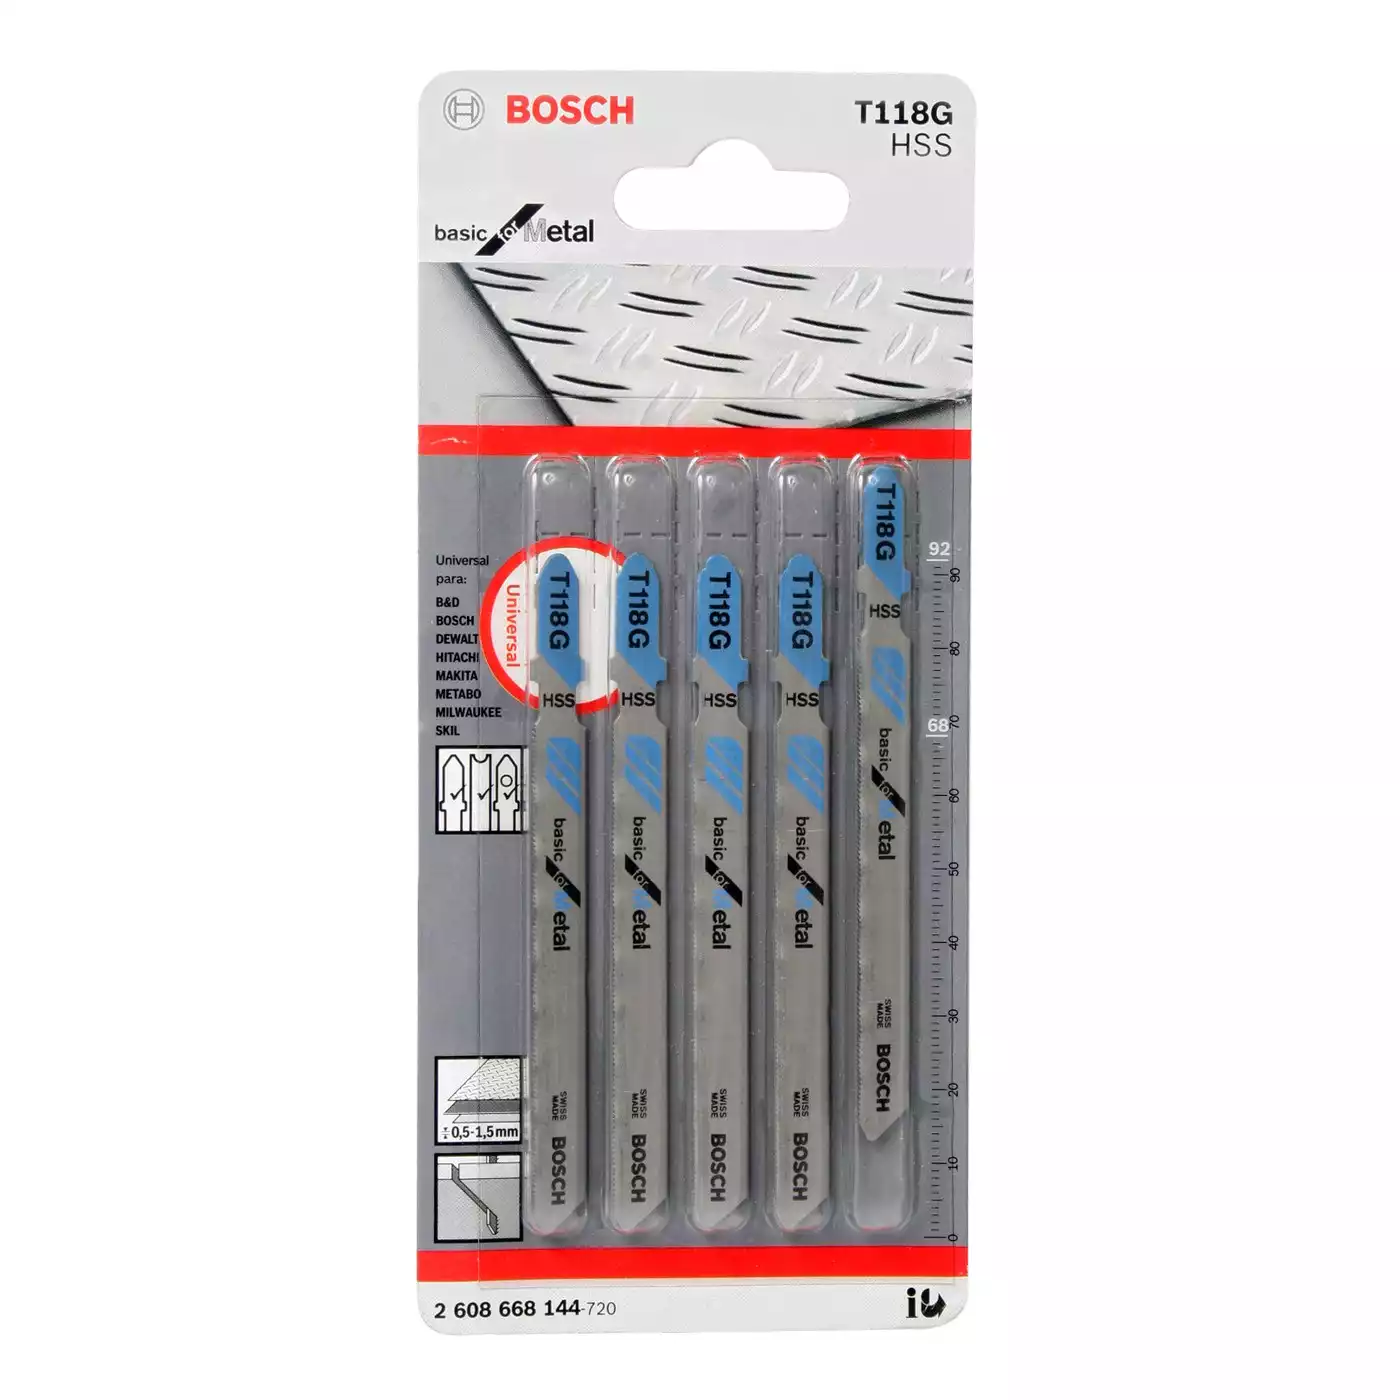 BOSCH
T118G
HSS
basic for Metal
Universal
para:
B&D
BOSCH
DEWALT
HITACHI
MAKITA
METABO
MILWAUKEE
SKIL
Universal
T118G
HSS
basic for Metal
SWISS
MADE
BOSCH
T118G
HSS
basic for Metal
SWISS
MADE
BOSCH
T118G
HSS
basic for Metal
SWISS
MADE
BOSCH
T118G
HSS
basic for Metal
SWISS
MADE
BOSCH
T118G
HSS
basic for Metal
SWISS
MADE
BOSCH
92
90
80
70
68
60
50
40
30
20
10
0
0,5-1,5mm
2 608 668 144-720